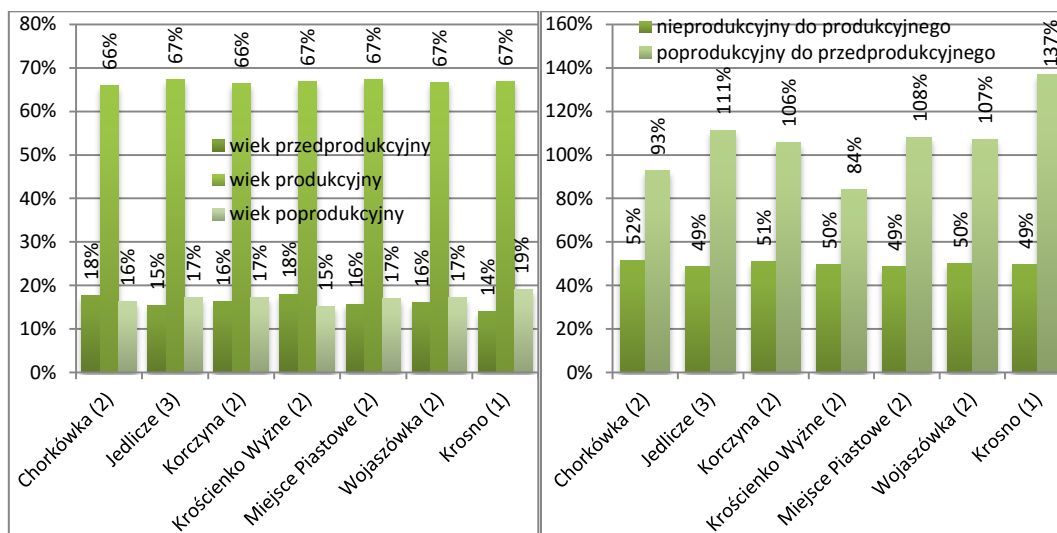 80%
70%
60%
50%
40%
30%
20%
10%
0%
66%
67%
66%
67%
67%
67%
67%
wiek przedprodukcyjny
wiek produkcyjny
wiek poprodukcyjny
18%
16%
15%
17%
16%
17%
18%
15%
16%
17%
16%
17%
14%
19%
Chorkówka (2)
Jedlicze (3)
Korczyna (2)
Krościenko Wyżne (2)
Miejsce Piastowe (2)
Wojaszówka (2)
Krosno (1)
160%
140%
120%
100%
80%
60%
40%
20%
0%
nieprodukcyjny do produkcyjnego
poprodukcyjny do przedprodukcyjnego
52%
93%
49%
111%
51%
106%
50%
84%
49%
108%
50%
107%
49%
137%
Chorkówka (2)
Jedlicze (3)
Korczyna (2)
Krościenko Wyżne (2)
Miejsce Piastowe (2)
Wojaszówka (2)
Krosno (1)